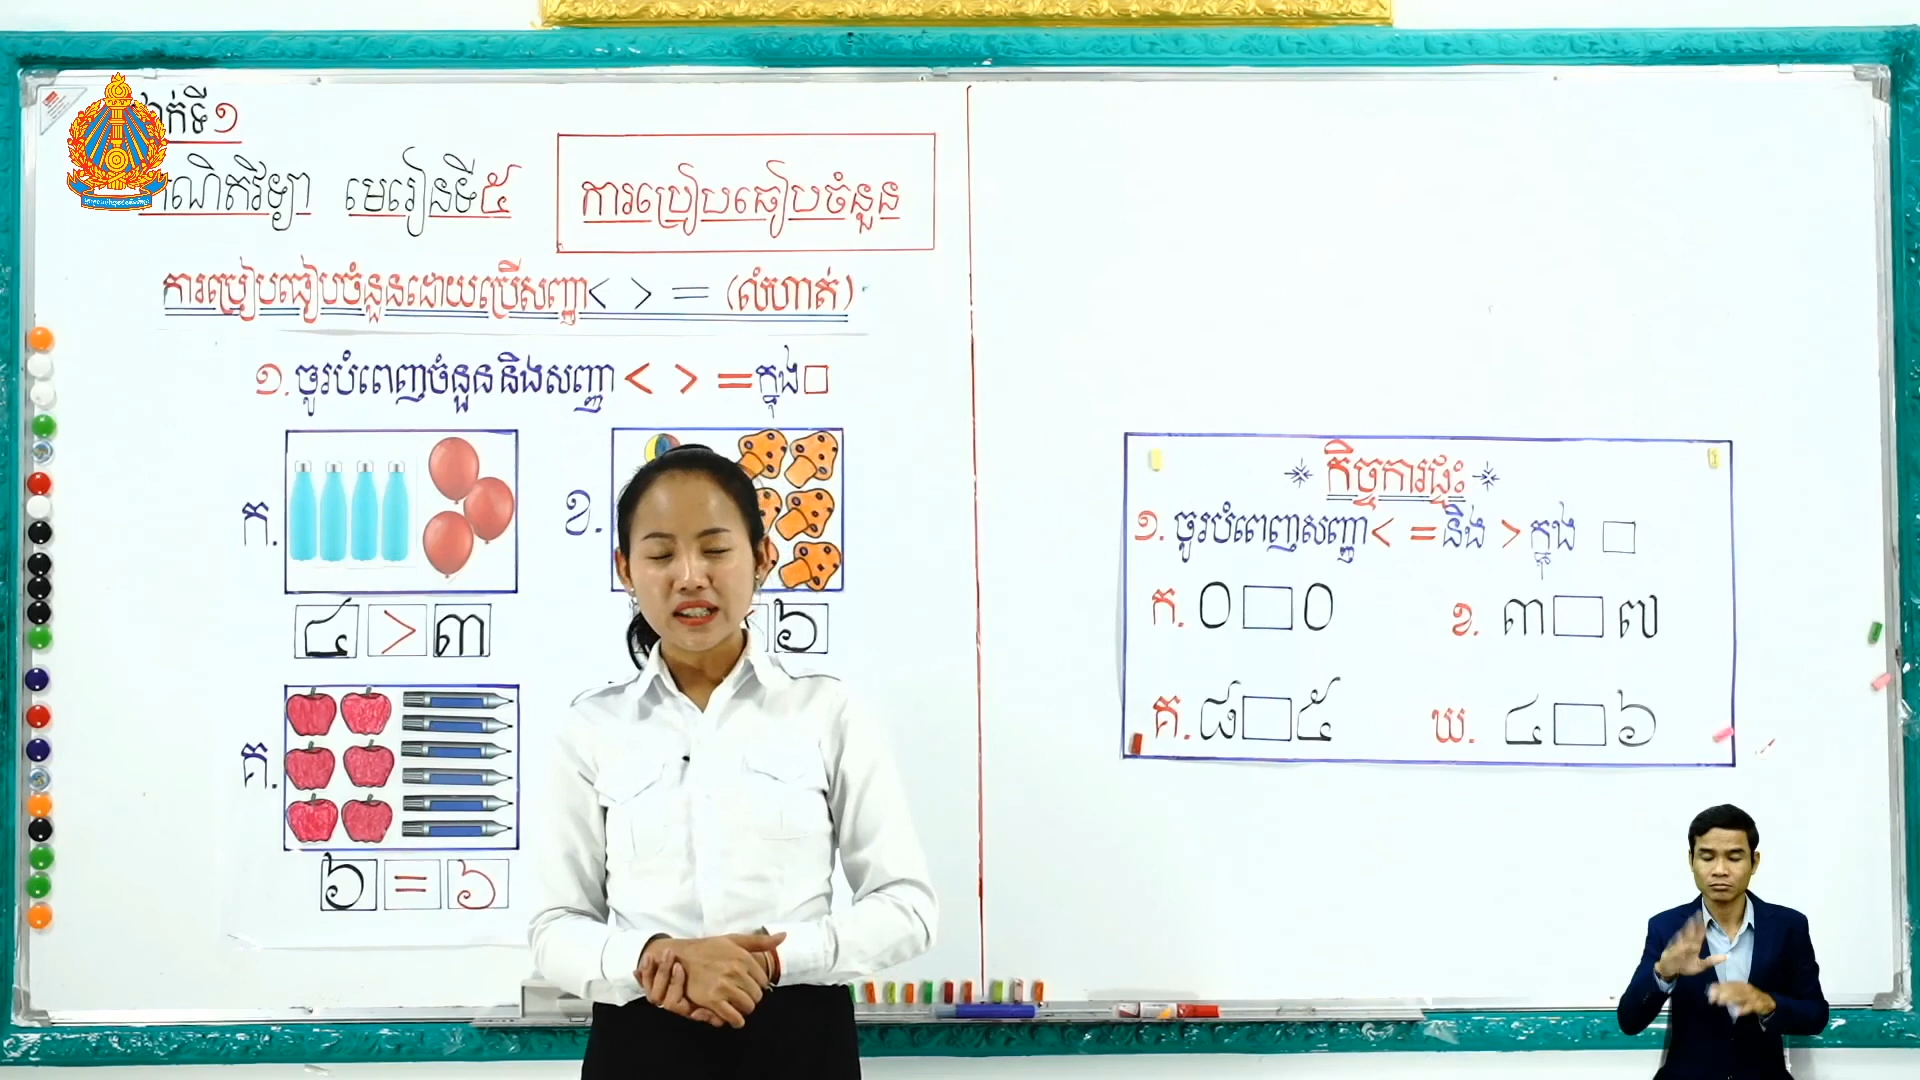 ថ្នាក់ទី១
គណិតវិទ្យា មេរៀនទី៥
ការប្រៀបធៀបចំនួន
ការប្រៀបធៀបចំនួនដោយប្រើសញ្ញា < > = (លំហាត់)
១. ចូរបំពេញចំនួននិងសញ្ញា < > = ក្នុង □
ក.
៤ > ៣
ខ.
៦
គ.
៦ = ៦
កិច្ចការផ្ទះ
១. ចូរបំពេញសញ្ញា < = និង > ក្នុង □
ក. ០ □ ០
ខ. ៣ □ ៧
គ. ៨ □ ៥
ឃ. ៤ □ ៦